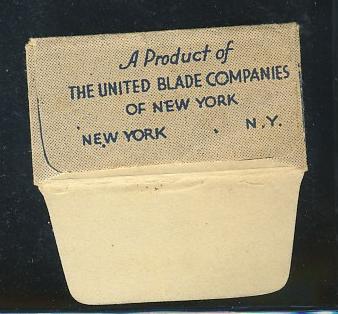 A Product of
THE UNITED BLADE COMPANIES
OF NEW YORK
NEW YORK , N.Y.